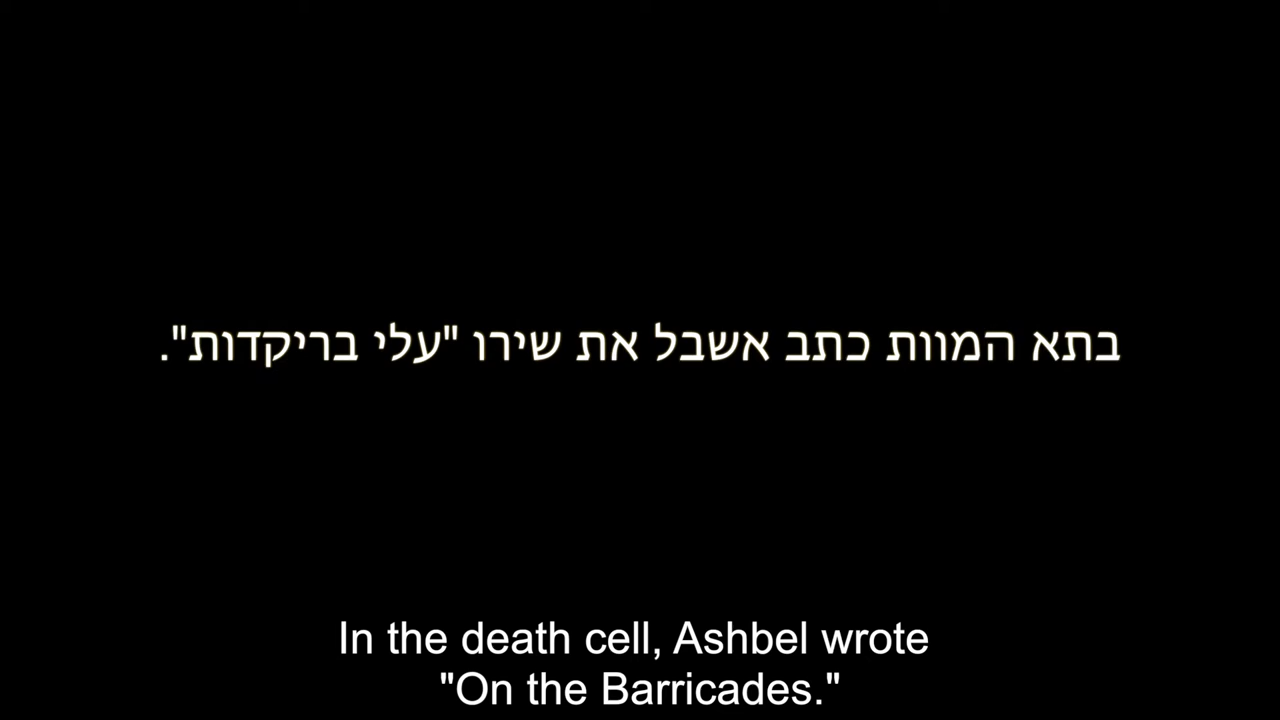 בתא המוות כתב אשבל את שירו "עלי בריקדות".
In the death cell, Ashbel wrote
"On the Barricades."